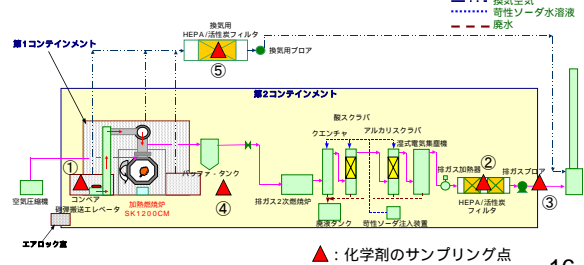 換気空気
苛性ソーダ水溶液
廃水
換気用
HEPA/活性炭フィルタ
換気用ブロア
⑤
第1コンテインメント
第2コンテインメント
酸スクラバ
クエンチャ
アルカリスクラバ
湿式電気集塵機
①
バッファ・タンク
④
排ガス2次燃焼炉
排ガス加熱器
②
排ガスブロア
③
HEPA/活性炭
フィルタ
コンベア
空気圧縮機
搬送エレベータ
加熱燃焼炉
SK1200CM
廃液タンク
苛性ソーダ注入装置
エアロック室
：化学剤のサンプリング点